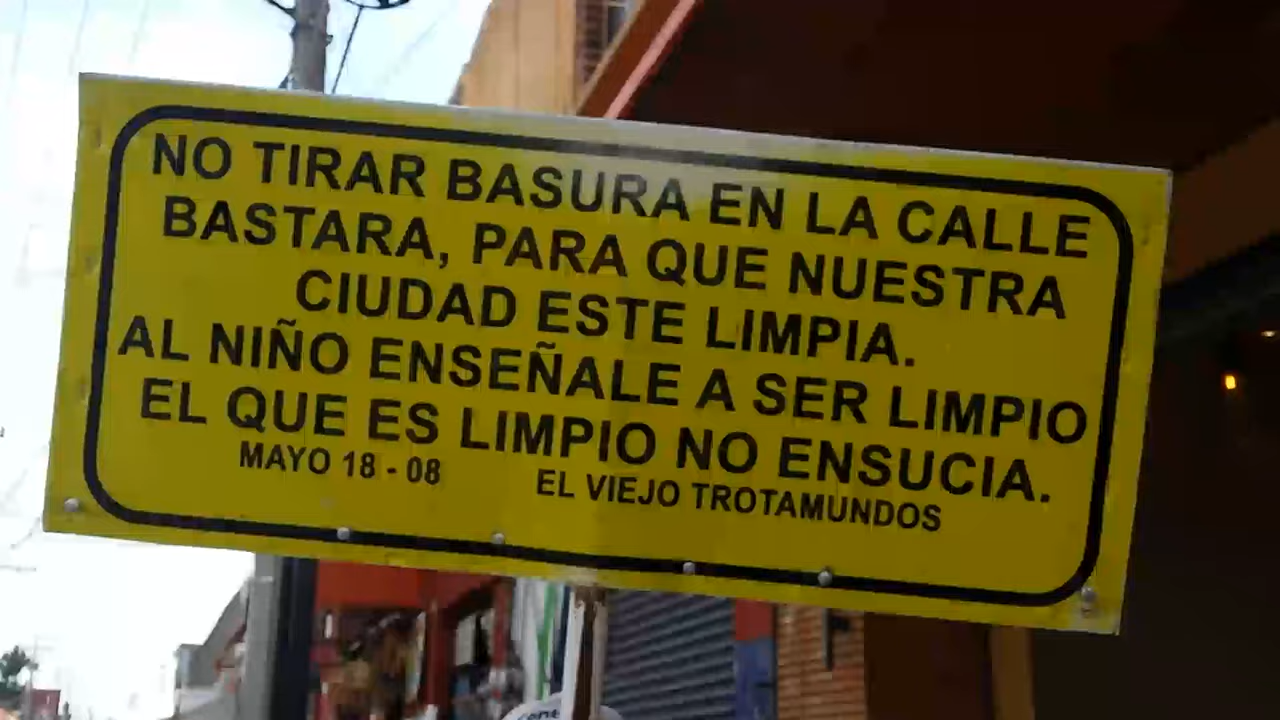 NO TIRAR BASURA EN LA CALLE
BASTARA, PARA QUE NUESTRA
CIUDAD ESTE LIMPIA.
AL NIÑO ENSEÑALE A SER LIMPIO
EL QUE ES LIMPIO NO ENSUCIA.
MAYO 18 - 08 EL VIEJO TROTAMUNDOS